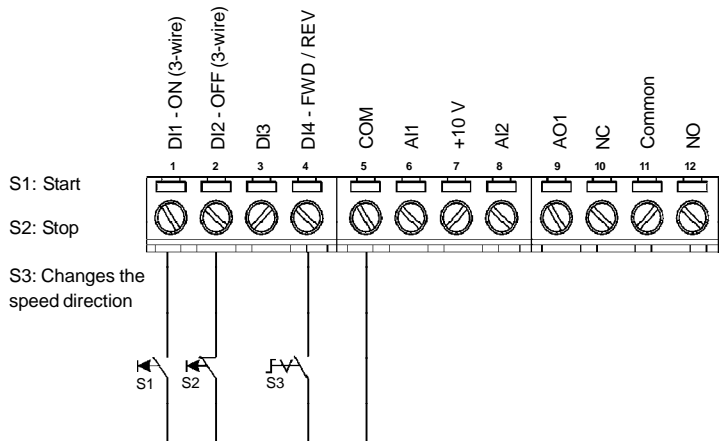 DI1 - ON (3-wire)
DI2 - OFF (3-wire)
DI3
DI4 - FWD / REV
COM
AI1
+10 V
AI2
AO1
NC
Common
NO
1 2 3 4 5 6 7 8 9 10 11 12
S1: Start
S2: Stop
S3: Changes the
speed direction
S1 S2 S3